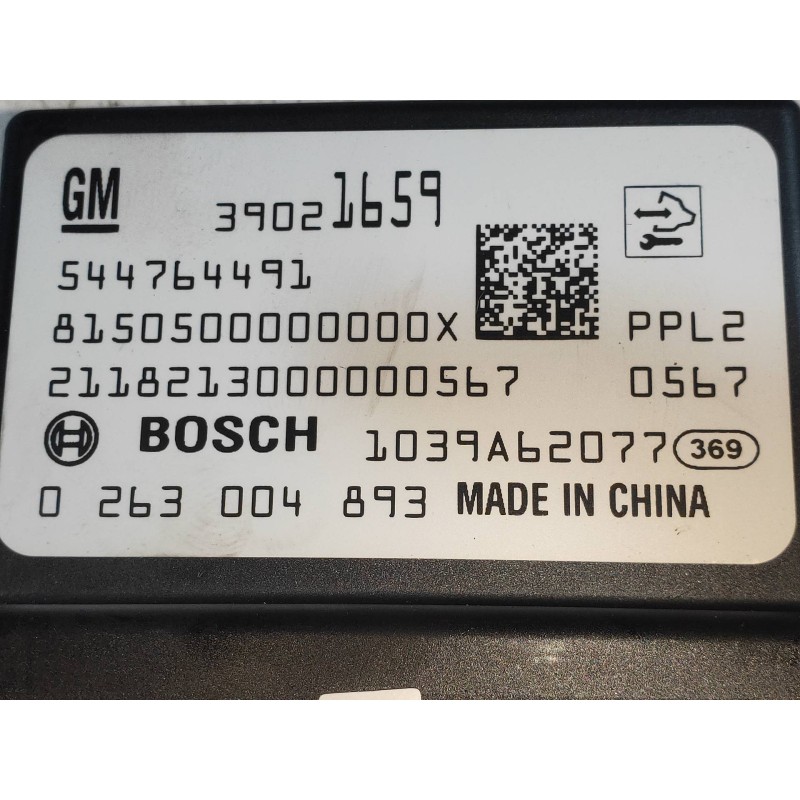 GM 39021659
544764491
8150500000000X PPL2
2118213000000567 0567
BOSCH 1039A62077 369
0 263 004 893 MADE IN CHINA